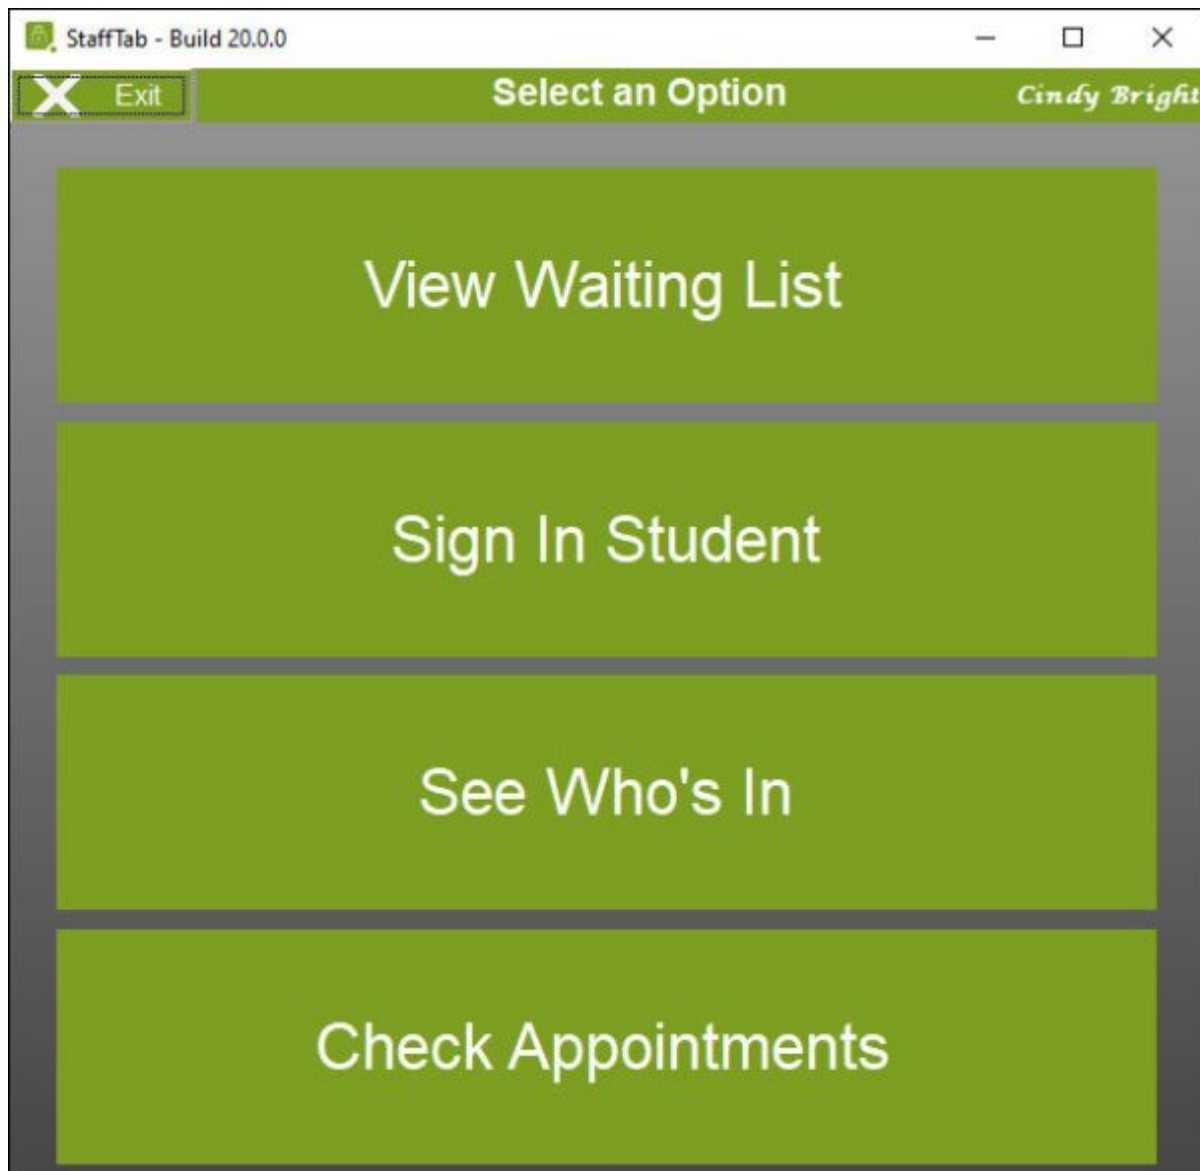 StaffTab - Build 20.0.0
Exit Select an Option Cindy Bright
View Waiting List
Sign In Student
See Who's In
Check Appointments